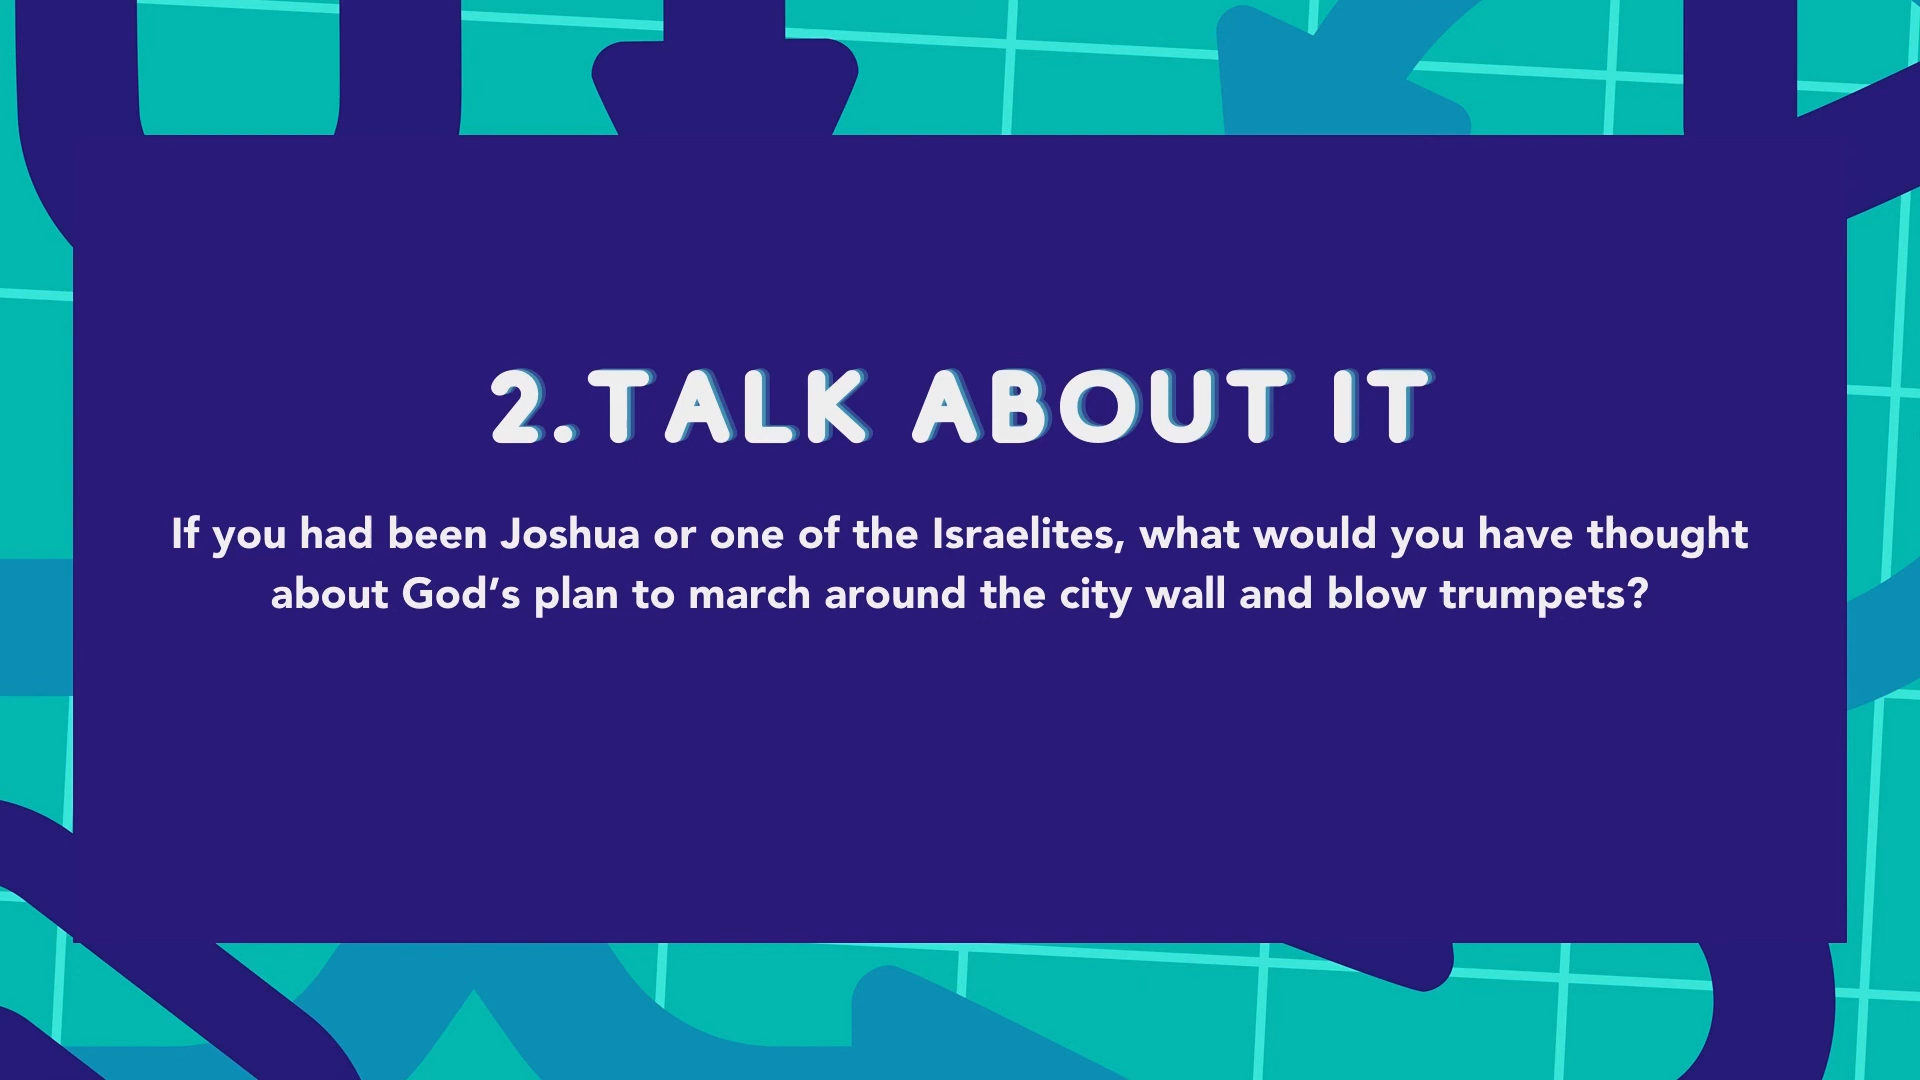 2.TALK ABOUT IT
If you had been Joshua or one of the Israelites, what would you have thought
about God’s plan to march around the city wall and blow trumpets?